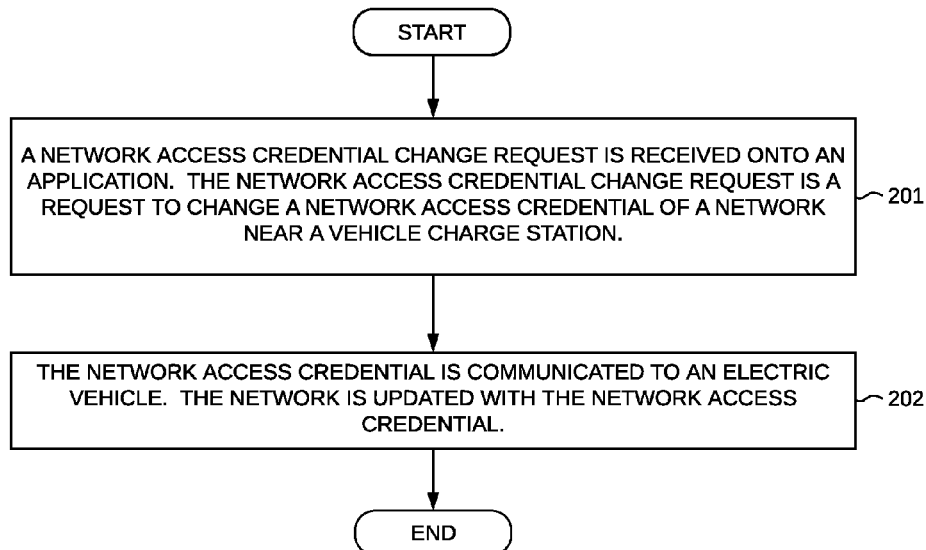 START
A NETWORK ACCESS CREDENTIAL CHANGE REQUEST IS RECEIVED ONTO AN
APPLICATION. THE NETWORK ACCESS CREDENTIAL CHANGE REQUEST IS A
REQUEST TO CHANGE A NETWORK ACCESS CREDENTIAL OF A NETWORK
NEAR A VEHICLE CHARGE STATION.
201
THE NETWORK ACCESS CREDENTIAL IS COMMUNICATED TO AN ELECTRIC
VEHICLE. THE NETWORK IS UPDATED WITH THE NETWORK ACCESS
CREDENTIAL.
202
END